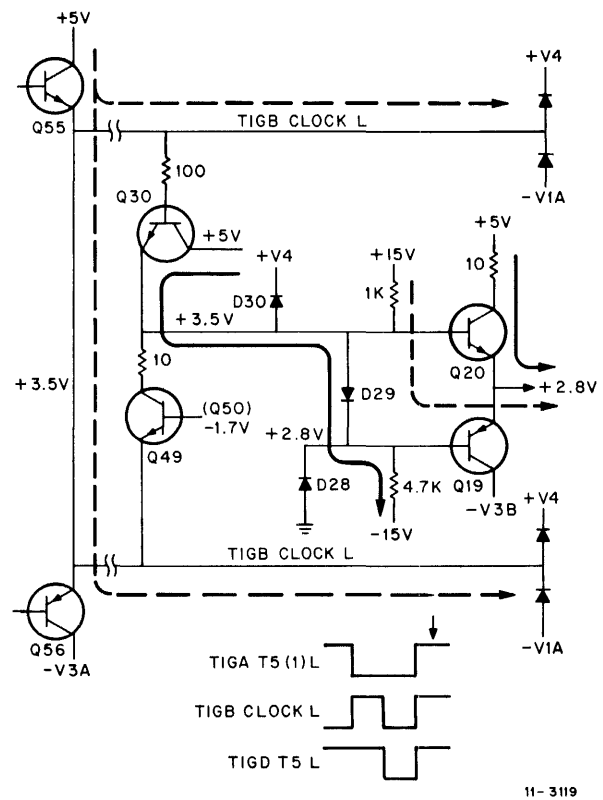 +5V
+V4
Q55
TIGB CLOCK L
100
-V1A
Q30
+5V
+5V
+V4
+15V
10
D30
1K
+3.5V
Q20
10
+3.5V
D29
+2.8V
(Q50)
-1.7V
+2.8V
Q49
D28
4.7K
Q19
-V3B
+V4
-15V
TIGB CLOCK L
Q56
-V3A
-V1A
TIGA T5(1)L
TIGB CLOCK L
TIGD T5 L
11-3119